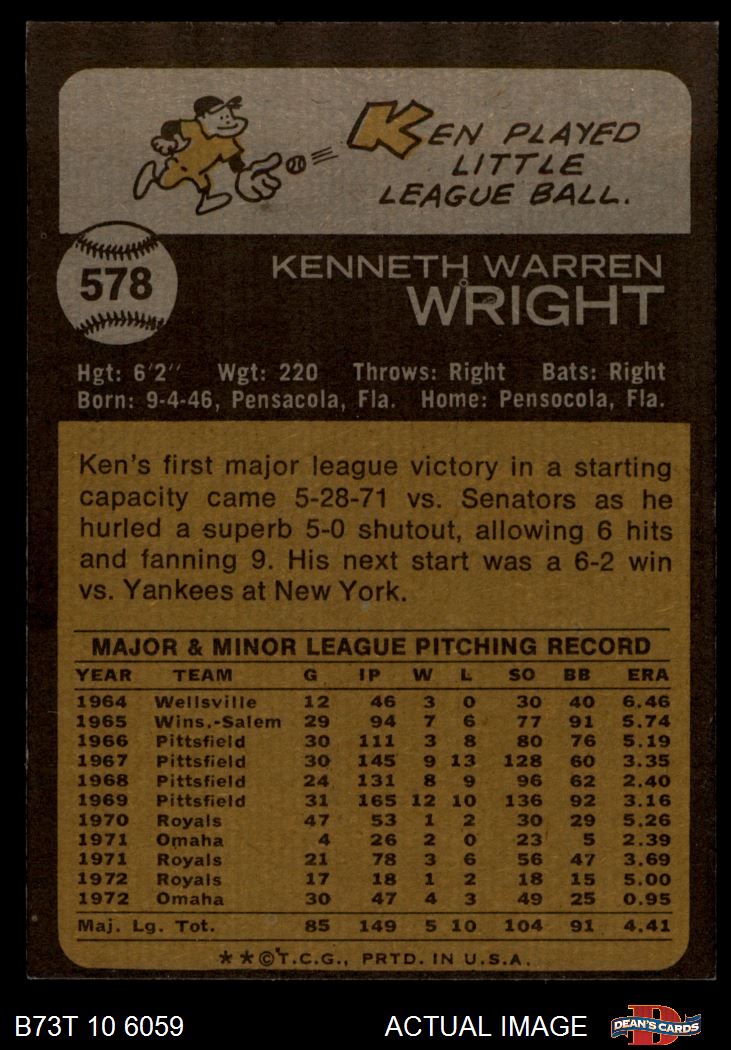 KEN PLAYED
LITTLE
LEAGUE BALL.
578
KENNETH WARREN
WRIGHT
Hgt: 6'2" Wgt: 220 Throws: Right Bats: Right
Born: 9-4-46, Pensacola, Fla. Home: Pensocola, Fla.
Ken's first major league victory in a starting
capacity came 5-28-71 vs. Senators as he
hurled a superb 5-0 shutout, allowing 6 hits
and fanning 9. His next start was a 6-2 win
vs. Yankees at New York.
MAJOR & MINOR LEAGUE PITCHING RECORD
YEAR TEAM G IP W L SO BB ERA
1964 Wellsville 12 46 3 0 30 40 6.46
1965 Wins.-Salem 29 94 7 6 77 91 5.74
1966 Pittsfield 30 111 3 8 80 76 5.19
1967 Pittsfield 30 145 9 13 128 60 3.35
1968 Pittsfield 24 131 8 9 96 62 2.40
1969 Pittsfield 31 165 12 10 136 92 3.16
1970 Royals 47 53 1 2 30 29 5.26
1971 Omaha 4 26 2 0 23 5 2.39
1971 Royals 21 78 3 6 56 47 3.69
1972 Royals 17 18 1 2 18 15 5.00
1972 Omaha 30 47 4 3 49 25 0.95
Maj. Lg. Tot. 85 149 5 10 104 91 4.41
* * © T.C.G., PRTD. IN U.S.A.
B73T 10 6059 ACTUAL IMAGE
D
DEAN'S CARDS